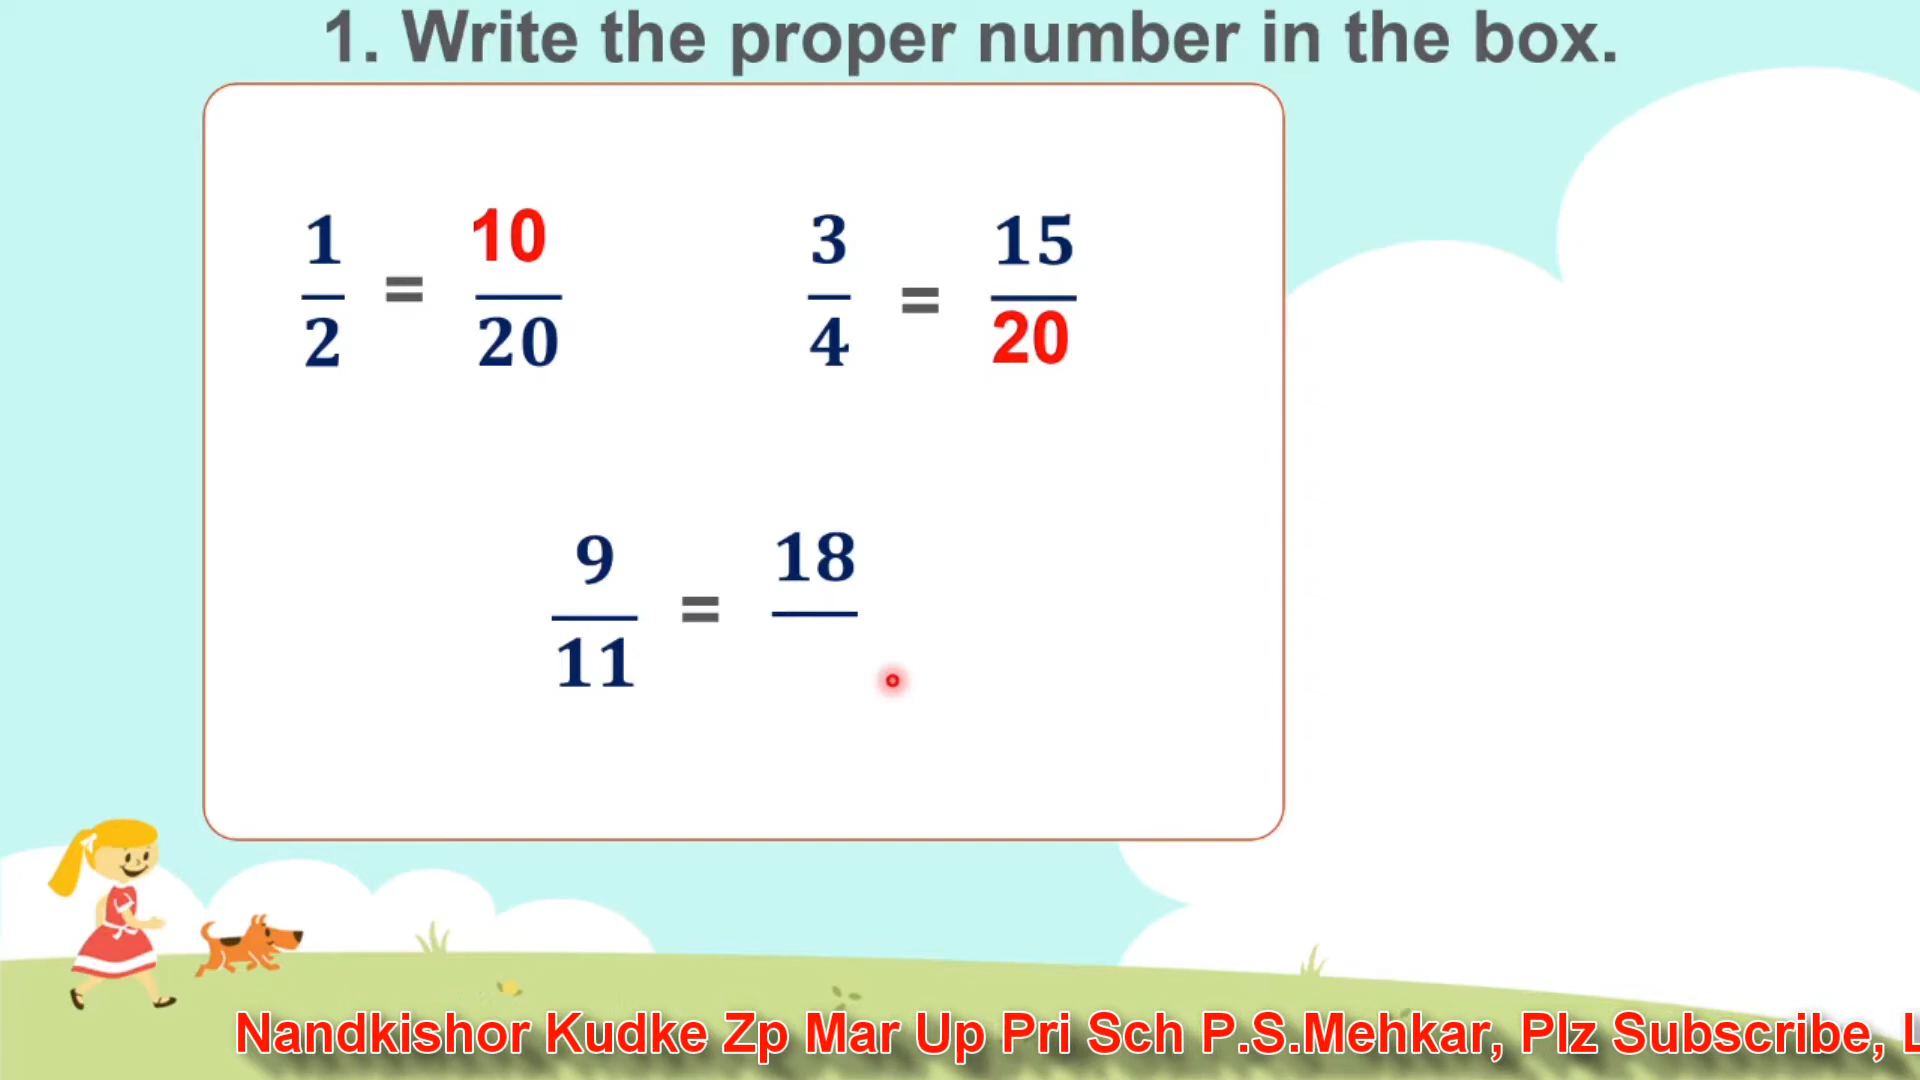 1. Write the proper number in the box.
1/2 = 10/20
3/4 = 15/20
9/11 = 18/
Nandkishor Kudke Zp Mar Up Pri Sch P.S.Mehkar, Plz Subscribe,